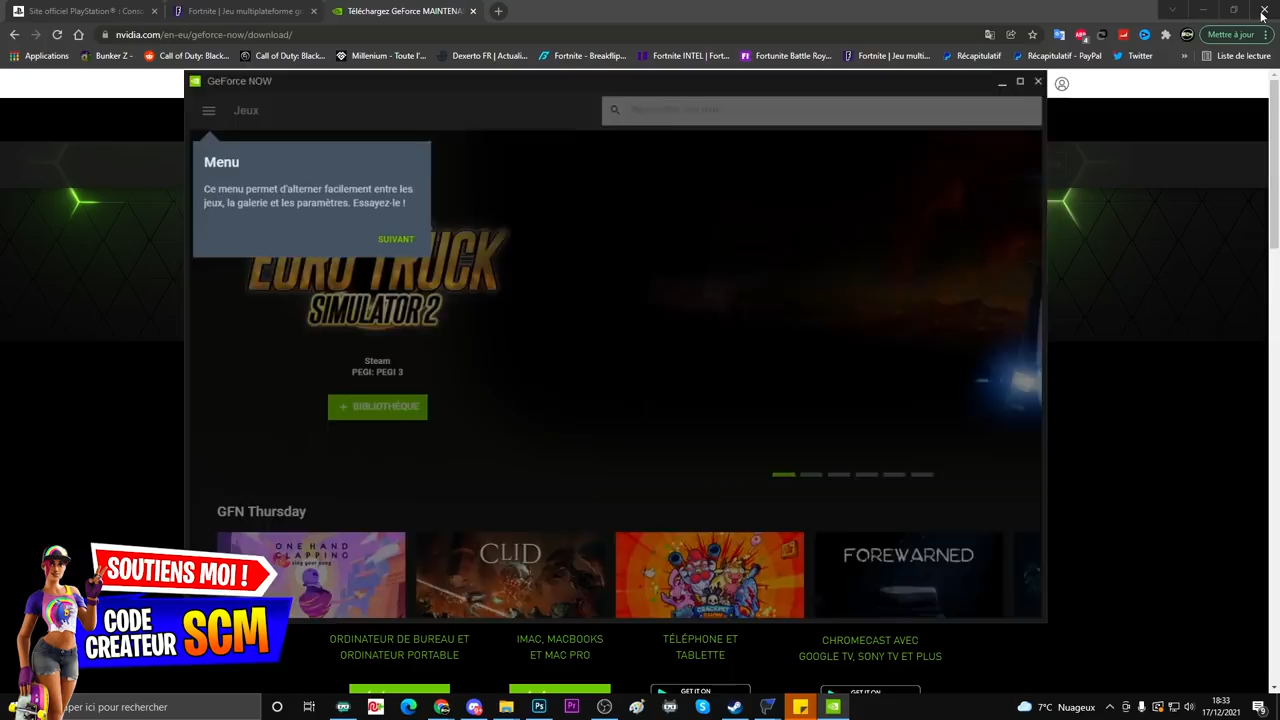 Site officiel PlayStation® : Conso
Jeu multiplateforme g
Téléchargez GeForce MAINTENA
nvidia.com/en-eu/geforce-now/download/
Mettre à jour
Applications
Bunker Z -
Call of Duty: Black...
Call of Duty: Black...
Millenium - Toute l...
Dexerto FR | Actuali...
Fortnite - Breakflip...
Fortnite INTEL | Fort...
Fortnite Battle Roy...
Fortnite | Jeu multi...
Récapitulatif
Récapitulatif - PayPal
Twitter
»
Liste de lecture
GeForce NOW
Jeux
Menu
Ce menu permet d'alterner facilement entre les
jeux, la galerie et les paramètres. Essayez-le !
SUIVANT
EURO TRUCK
SIMULATOR 2
Steam
PEGI: PEGI 3
+ BIBLIOTHÈQUE
GFN Thursday
ONE HAND
CLAPPING
CLID
CRACKPET
SHOW
FOREWARNED
SOUTIENS MOI !
CODE
CREATEUR SCM
ORDINATEUR DE BUREAU ET
ORDINATEUR PORTABLE
IMAC, MACBOOKS
ET MAC PRO
TÉLÉPHONE ET
TABLETTE
CHROMECAST AVEC
GOOGLE TV, SONY TV ET PLUS
GET IT ON
GET IT ON
per ici pour rechercher
7°C Nuageux
18:33
17/12/2021